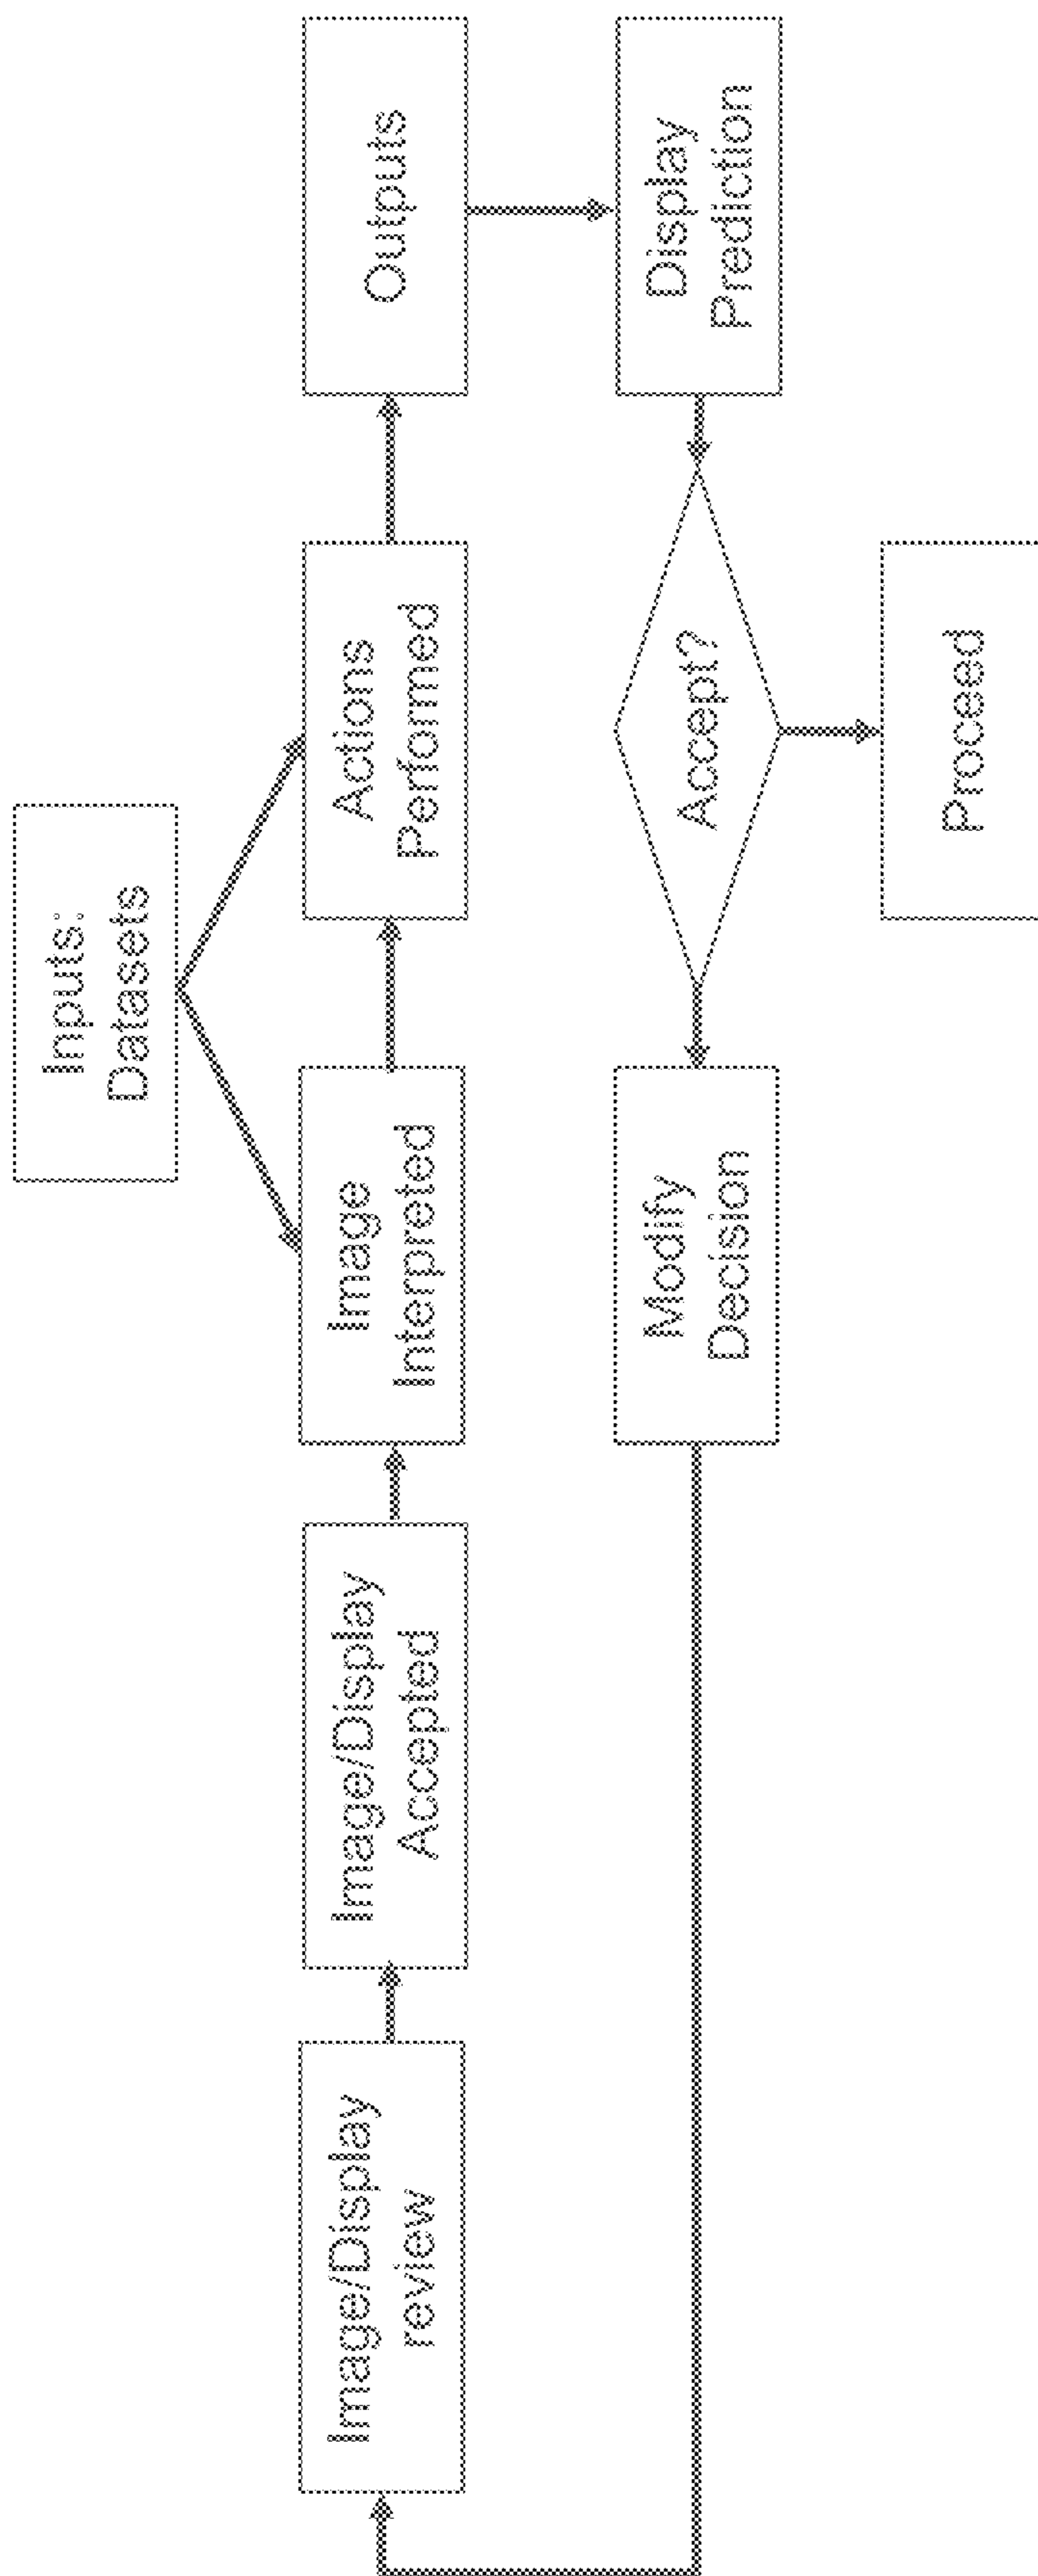 Inputs:
Datasets
Image/Display
review
Image/Display
Accepted
Image
Interpreted
Actions
Performed
Outputs
Modify
Decision
Accept?
Display
Prediction
Proceed